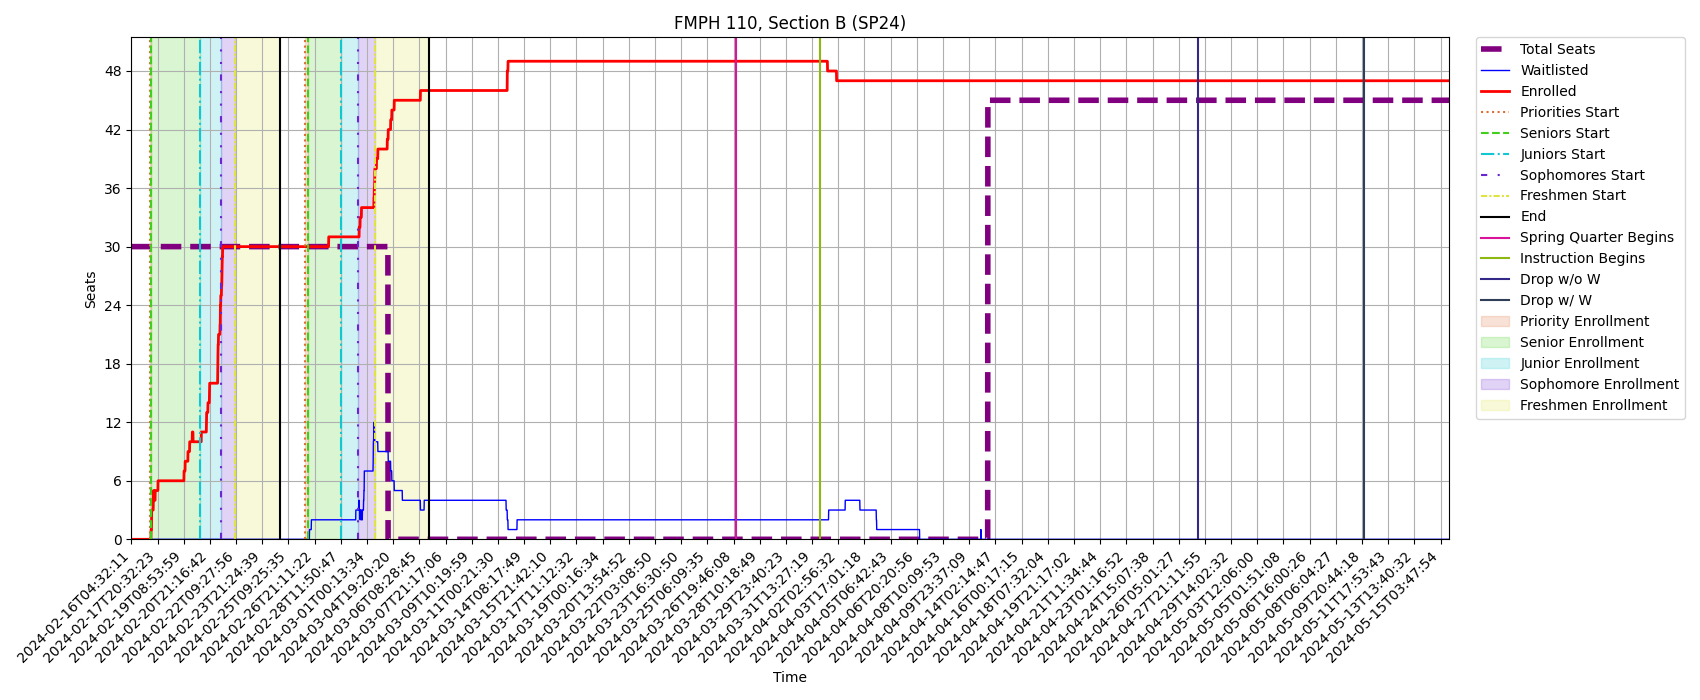 FMPH 110, Section B (SP24)
Seats
48
42
36
30
24
18
12
6
0
2024-02-16T04:32:11
2024-02-17T20:32:23
2024-02-19T08:53:59
2024-02-20T21:16:42
2024-02-22T09:27:56
2024-02-23T21:24:39
2024-02-25T09:25:35
2024-02-26T21:11:22
2024-02-28T11:50:47
2024-03-01T00:13:34
2024-03-04T19:20:20
2024-03-06T08:28:45
2024-03-07T21:17:06
2024-03-09T10:19:59
2024-03-11T00:21:30
2024-03-14T08:17:49
2024-03-15T21:42:10
2024-03-17T11:12:32
2024-03-19T00:16:34
2024-03-20T13:54:52
2024-03-22T03:08:50
2024-03-23T16:30:50
2024-03-25T06:09:35
2024-03-26T19:46:08
2024-03-28T10:18:49
2024-03-29T23:40:23
2024-03-31T13:27:19
2024-04-02T02:56:32
2024-04-03T17:01:18
2024-04-05T06:42:43
2024-04-06T20:20:56
2024-04-08T10:09:53
2024-04-09T23:37:09
2024-04-14T02:14:47
2024-04-16T00:17:15
2024-04-18T07:32:04
2024-04-19T21:17:02
2024-04-21T11:34:44
2024-04-23T01:16:52
2024-04-24T15:07:38
2024-04-26T05:01:27
2024-04-27T21:11:55
2024-04-29T14:02:32
2024-05-03T12:06:00
2024-05-05T01:51:08
2024-05-06T16:00:26
2024-05-08T06:04:27
2024-05-09T20:44:18
2024-05-11T17:53:43
2024-05-13T13:40:32
2024-05-15T03:47:54
Time
Total Seats
Waitlisted
Enrolled
Priorities Start
Seniors Start
Juniors Start
Sophomores Start
Freshmen Start
End
Spring Quarter Begins
Instruction Begins
Drop w/o W
Drop w/ W
Priority Enrollment
Senior Enrollment
Junior Enrollment
Sophomore Enrollment
Freshmen Enrollment